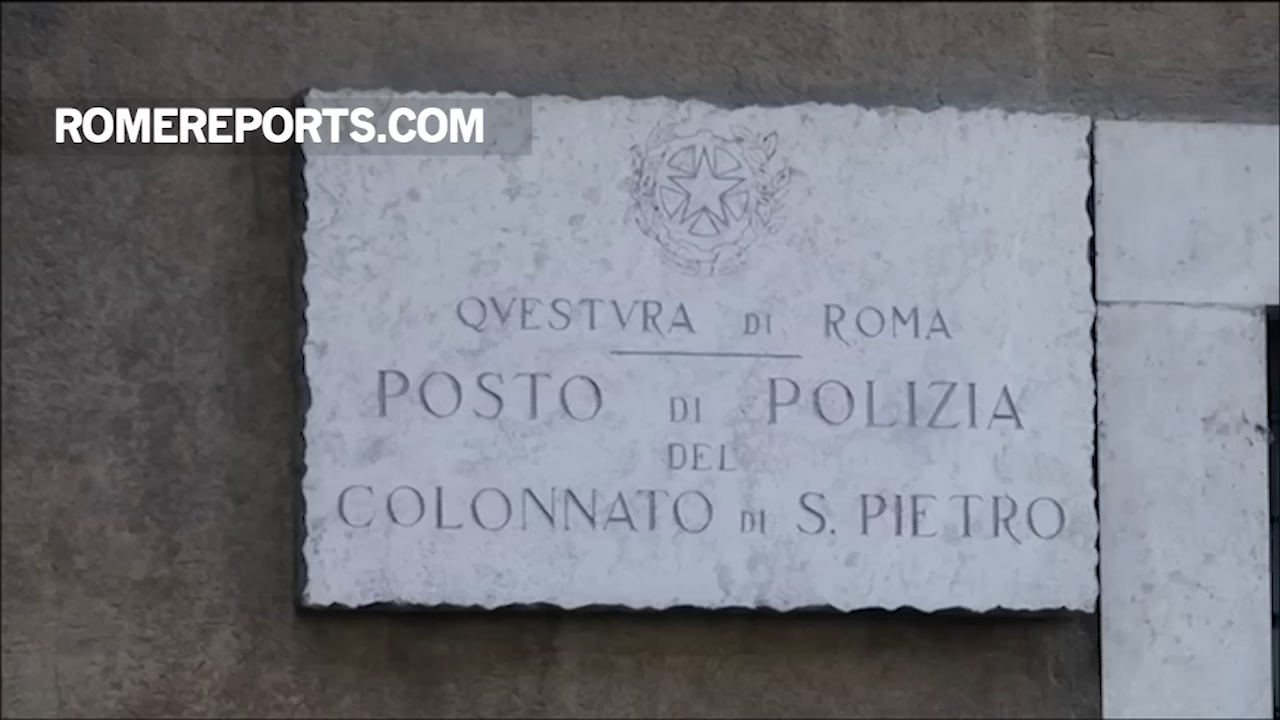 ROMEREPORTS.COM
QVESTVRA DI ROMA
POSTO DI POLIZIA
DEL
COLONNATO DI S. PIETRO